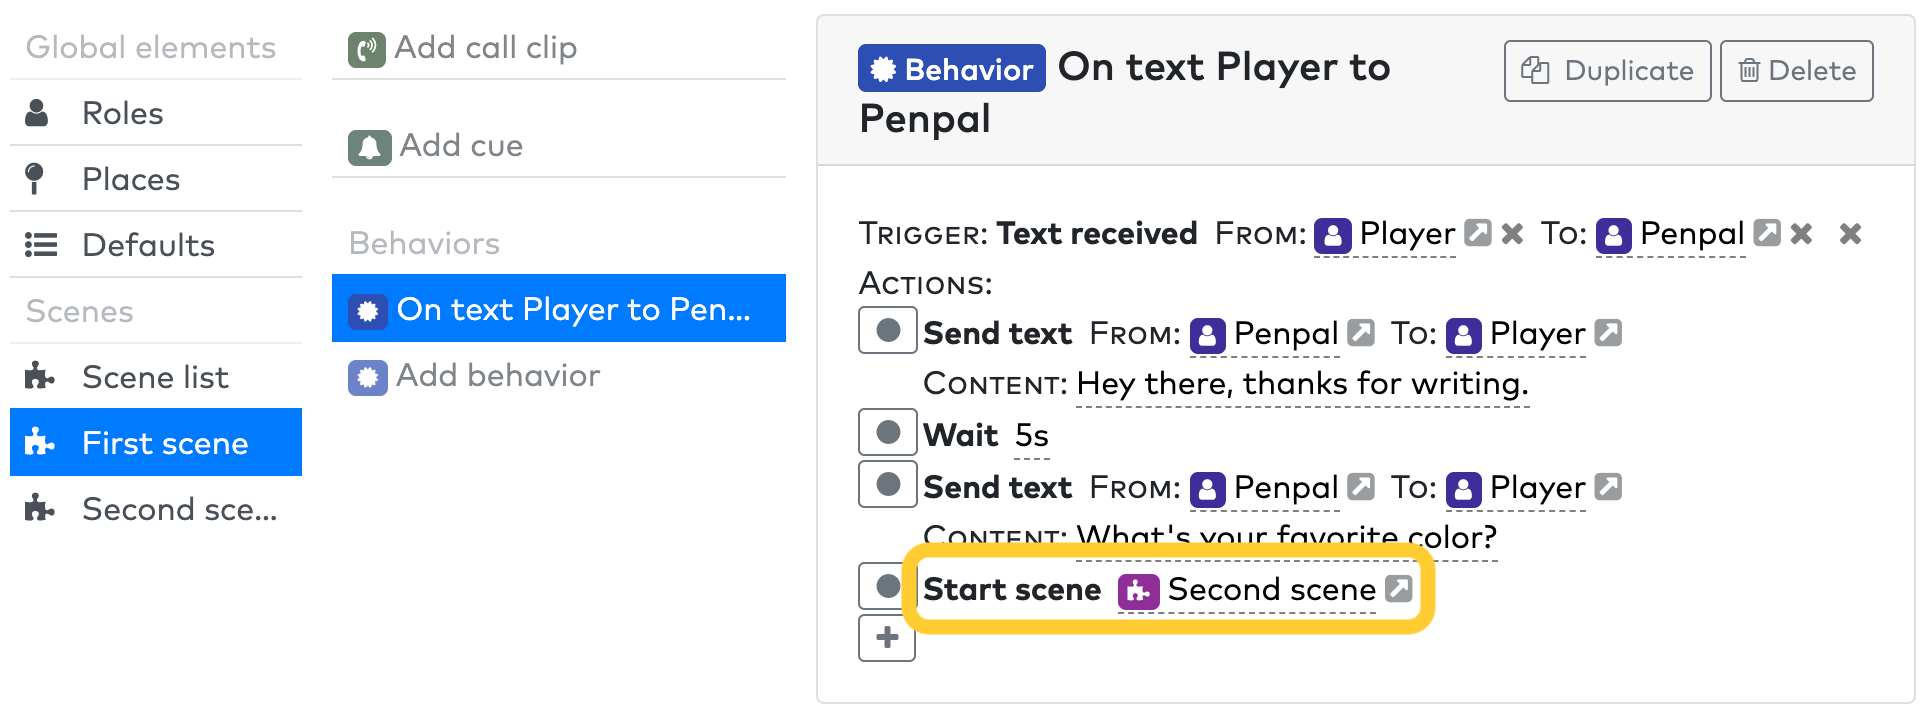 Global elements
Roles
Places
Defaults
Scenes
Scene list
First scene
Second sce...
Add call clip
Add cue
Behaviors
On text Player to Pen...
Add behavior
Behavior On text Player to
Penpal
Duplicate
Delete
TRIGGER: Text received FROM: Player To: Penpal
ACTIONS:
Send text FROM: Penpal To: Player
CONTENT: Hey there, thanks for writing.
Wait 5s
Send text FROM: Penpal To: Player
CONTENT: What's your favorite color?
Start scene Second scene